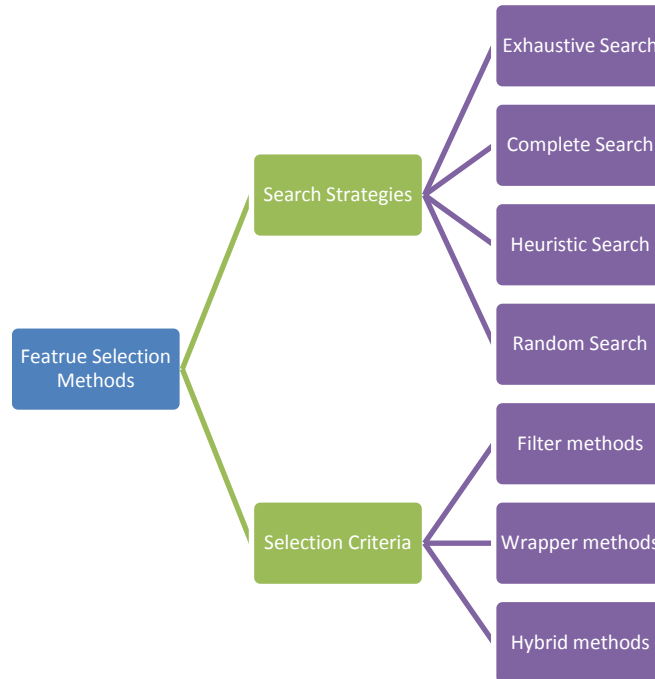 Exhaustive Search
Complete Search
Search Strategies
Heuristic Search
Random Search
Featrue Selection
Methods
Filter methods
Selection Criteria
Wrapper methods
Hybrid methods